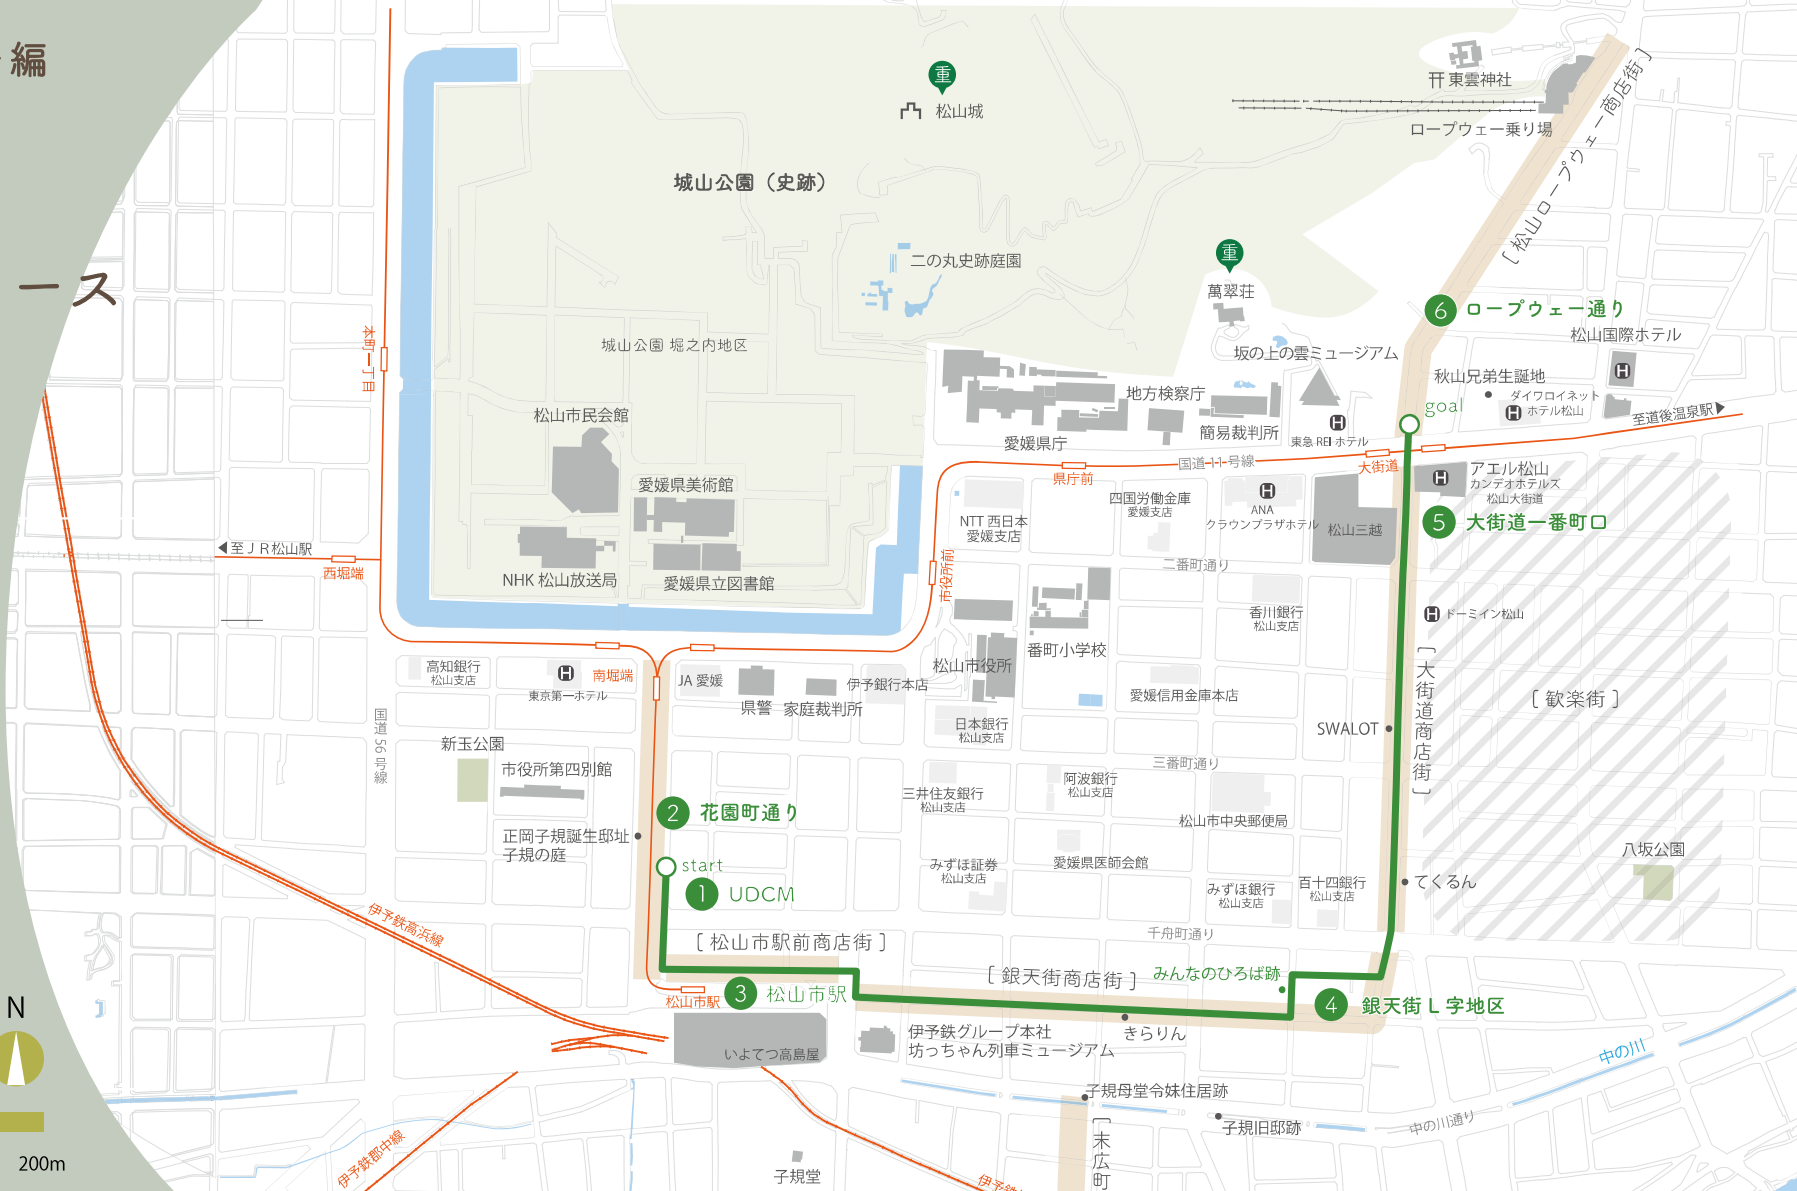 編
ース
N
200m
重
松山城
城山公園（史跡）
二の丸史跡庭園
城山公園 堀之内地区
松山市民会館
愛媛県美術館
NHK 松山放送局
愛媛県立図書館
重
萬翠荘
坂の上の雲ミュージアム
地方検察庁
愛媛県庁
簡易裁判所
東急 REI ホテル
H
东雲神社
ロープウェー乗り場
［松山ロープウェー商店街］
6 ロープウェー通り
松山国際ホテル
H
秋山兄弟生誕地
ダイワロイネット
H ホテル松山
goal
至道後温泉駅▶
国道 11 号線
大街道
県庁前
H
アエル松山
カンデオホテルズ
松山大街道
5 大街道一番町口
NTT 西日本
愛媛支店
四国労働金庫
愛媛支店
H
ANA
クラウンプラザホテル
松山三越
二番町通り
市役所前
香川銀行
松山支店
H ドーミイン松山
番町小学校
松山市役所
愛媛信用金庫本店
［大街道商店街］
［歓楽街］
SWALOT
本町一丁目
◀至ＪＲ松山駅
西堀端
高知銀行
松山支店
H
東京第一ホテル
南堀端
JA 愛媛
県警
家庭裁判所
伊予銀行本店
日本銀行
松山支店
国道 56 号線
新玉公園
市役所第四別館
三番町通り
三井住友銀行
松山支店
阿波銀行
松山支店
松山市中央郵便局
2 花園町通り
正岡子規誕生邸址
子規の庭
start
1 UDCM
みずほ証券
松山支店
愛媛県医師会館
みずほ銀行
松山支店
百十四銀行
松山支店
てくるん
八坂公園
伊予鉄高浜線
［松山市駅前商店街］
千舟町通り
［銀天街商店街］
みんなのひろば跡
松山市駅
3 松山市駅
4 銀天街Ｌ字地区
きらりん
いよてつ高島屋
伊予鉄グループ本社
坊っちゃん列車ミュージアム
中の川
子規母堂令妹住居跡
子規旧邸跡
中の川通り
［末広町
伊予鉄郡中線
子規堂
伊予鉄